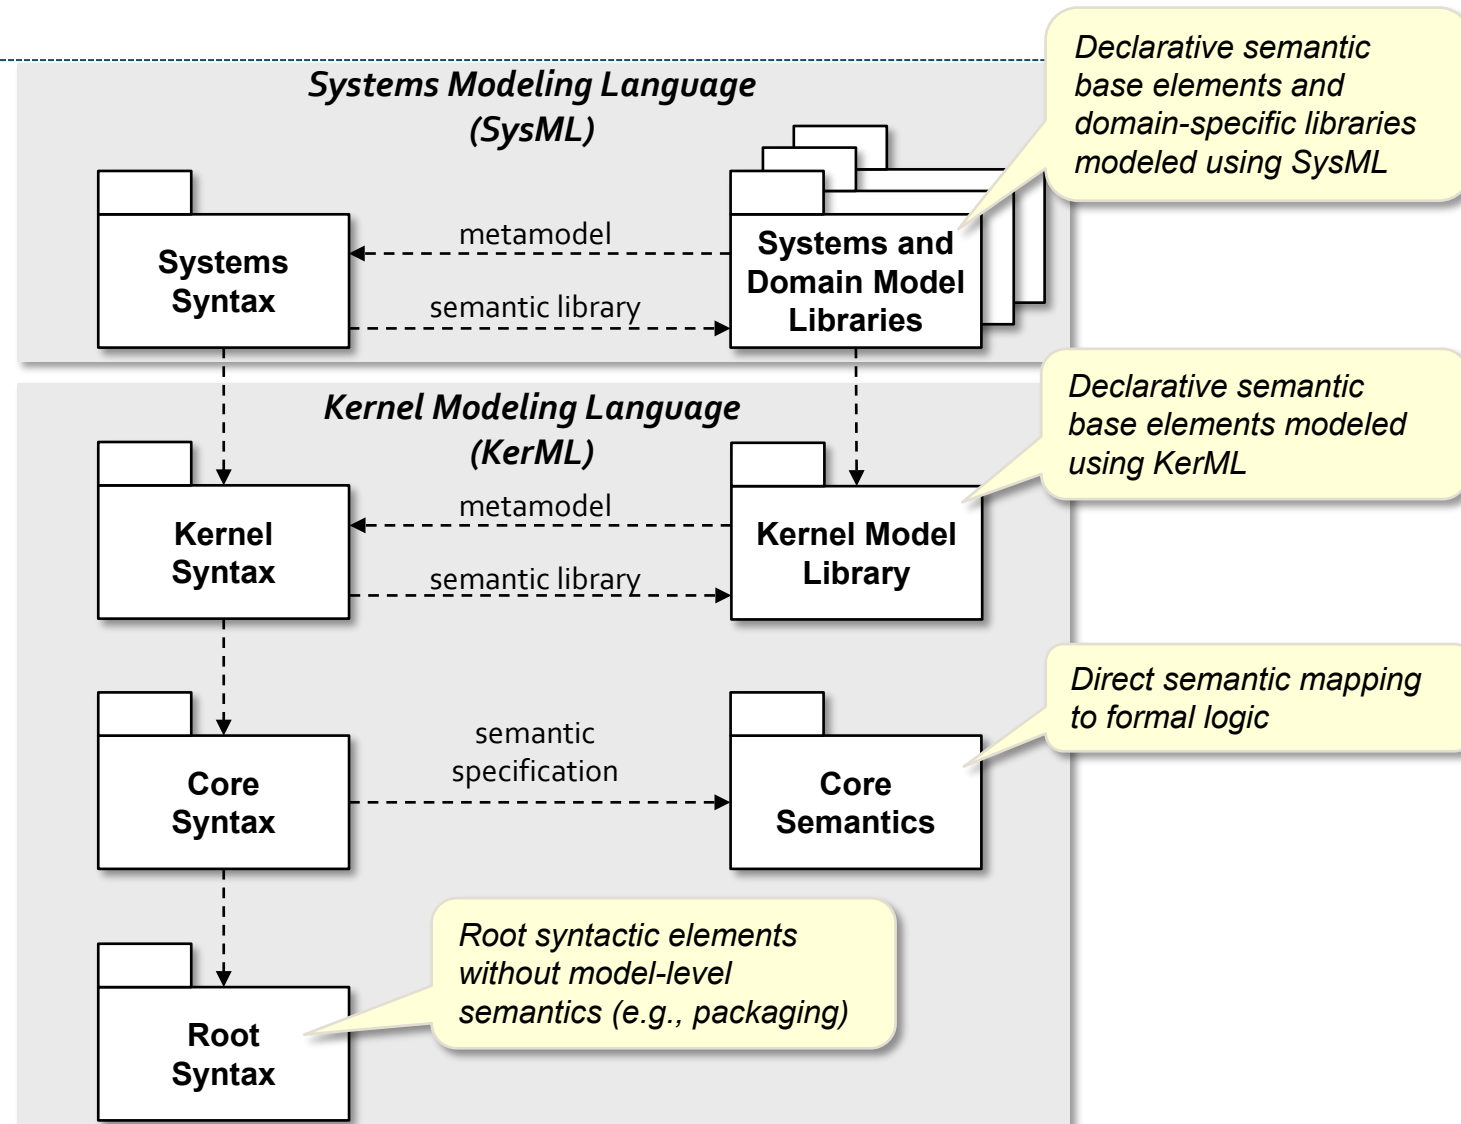 Systems Modeling Language
(SysML)
Declarative semantic
base elements and
domain-specific libraries
modeled using SysML
Systems
Syntax
metamodel
semantic library
Systems and
Domain Model
Libraries
Kernel Modeling Language
(KerML)
Declarative semantic
base elements modeled
using KerML
Kernel
Syntax
metamodel
semantic library
Kernel Model
Library
Core
Syntax
semantic
specification
Core
Semantics
Direct semantic mapping
to formal logic
Root
Syntax
Root syntactic elements
without model-level
semantics (e.g., packaging)